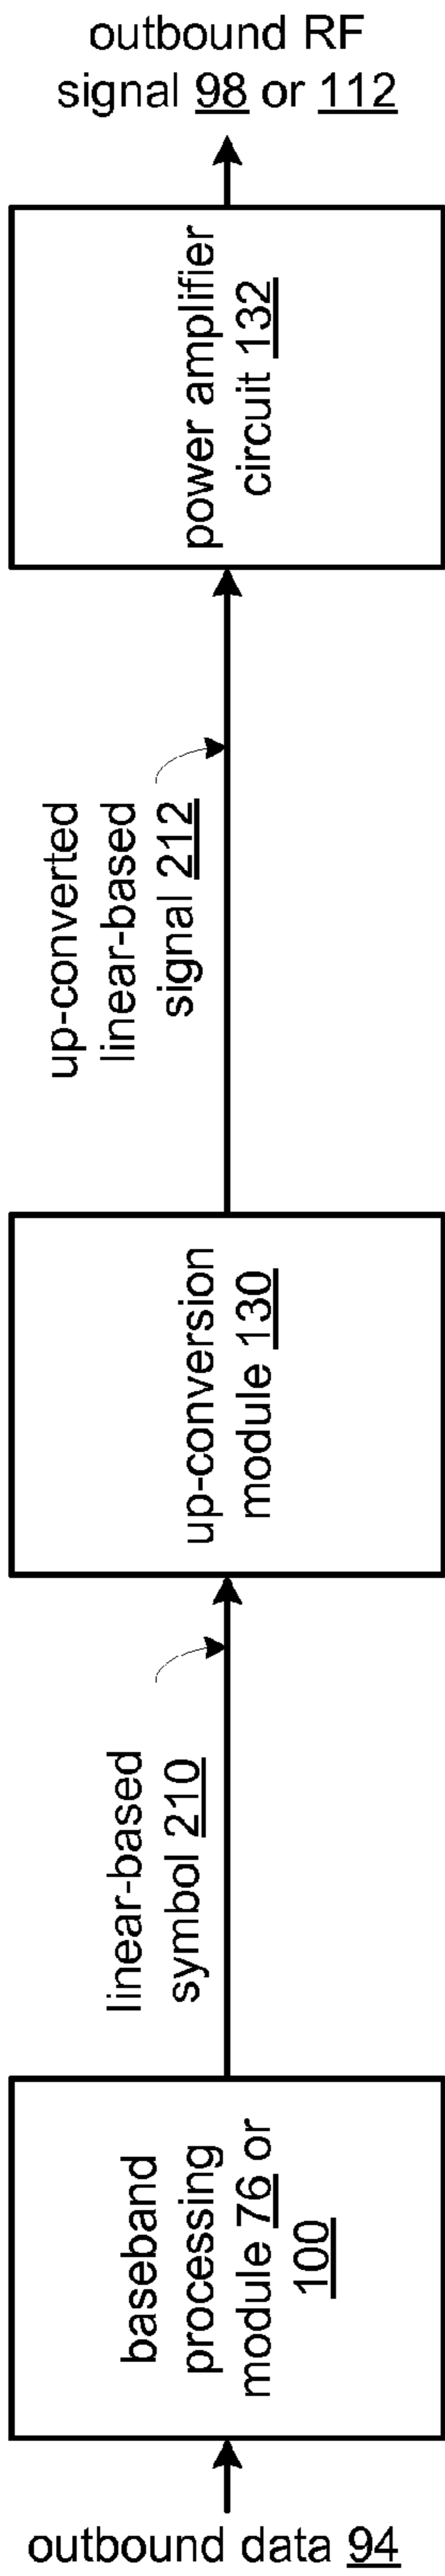 outbound RF
signal 98 or 112
power amplifier
circuit 132
up-converted
linear-based
signal 212
up-conversion
module 130
linear-based
symbol 210
baseband
processing
module 76 or
100
outbound data 94